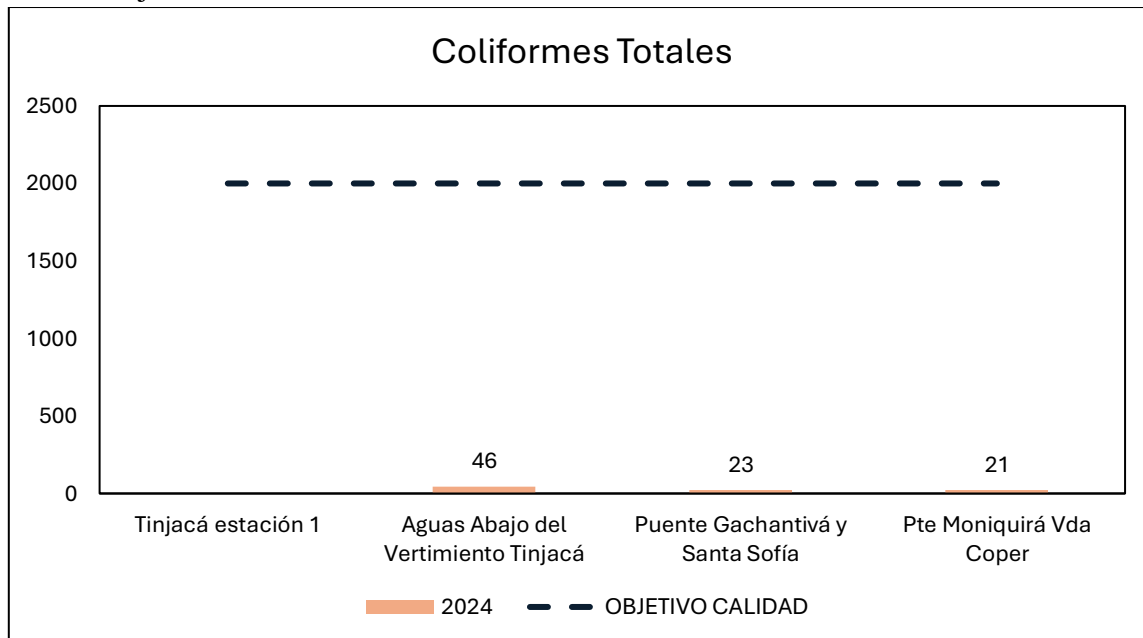 Coliformes Totales
2500
2000
1500
1000
500
0
46
23
21
Tinjacá estación 1
Aguas Abajo del
Vertimiento Tinjacá
Puente Gachantivá y
Santa Sofía
Pte Moniquirá Vda
Coper
2024
OBJETIVO CALIDAD